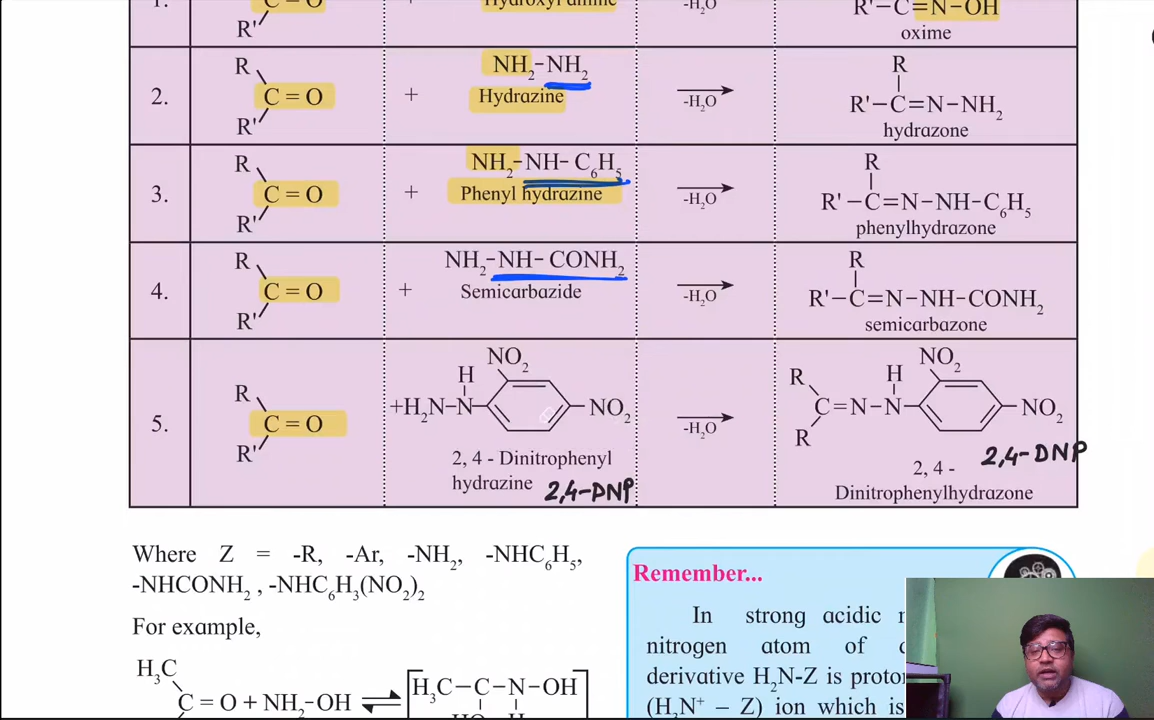 C = O + Hydroxyl amine -H₂O R'–C=N–OH
R'
oxime
2. R NH₂–NH₂ R
C = O + Hydrazine -H₂O R'–C=N–NH₂
R' hydrazone
3. R NH₂–NH–C₆H₅ R
C = O + Phenyl hydrazine -H₂O R'–C=N–NH–C₆H₅
R' phenylhydrazone
4. R NH₂–NH–CONH₂ R
C = O + Semicarbazide -H₂O R'–C=N–NH–CONH₂
R' semicarbazone
NO₂ NO₂
5. R H R H
C = O +H₂N–N NO₂ -H₂O C=N–N NO₂
R' R
2, 4 - Dinitrophenyl 2, 4 - 2,4-DNP
hydrazine 2,4-DNP Dinitrophenylhydrazone
Where Z = -R, -Ar, -NH₂, -NHC₆H₅,
-NHCONH₂ , -NHC₆H₃(NO₂)₂
For example,
H₃C
C = O + NH₂–OH ⇌ H₃C–C–N–OH
HO H
Remember...
In strong acidic
nitrogen atom of
derivative H₂N-Z is proto
(H₃N⁺ – Z) ion which is